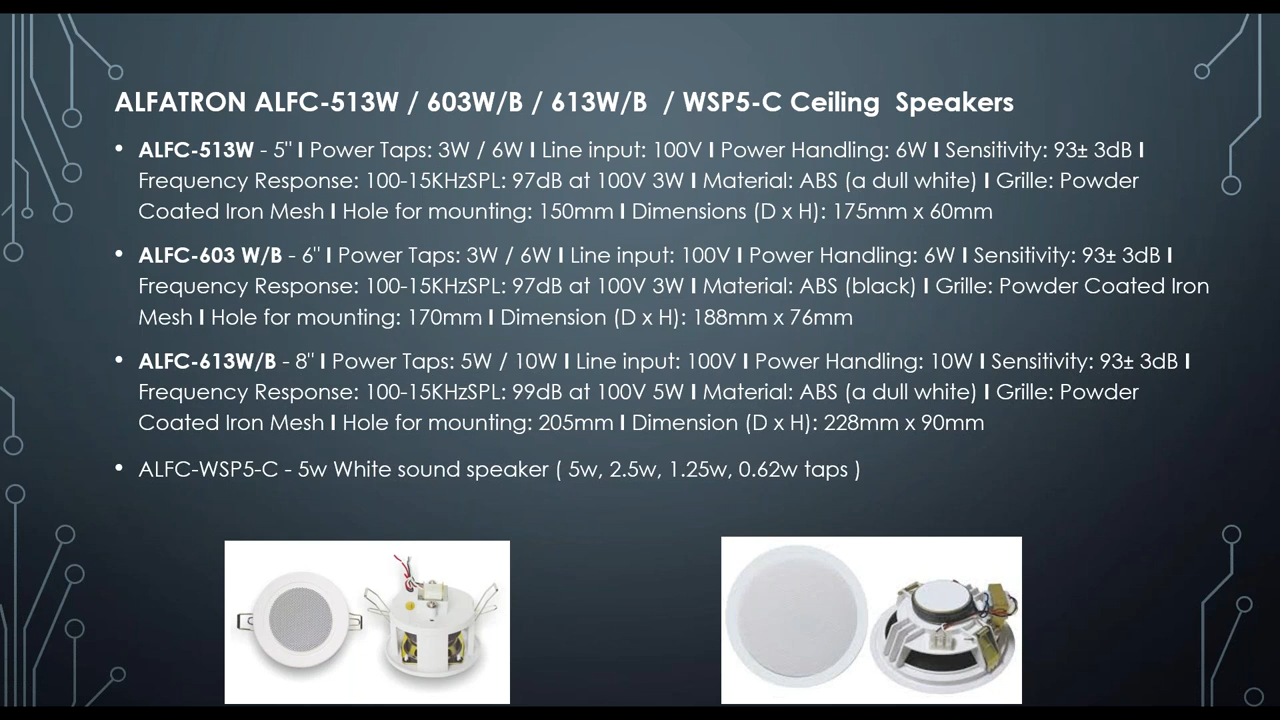 ALFATRON ALFC-513W / 603W/B / 613W/B / WSP5-C Ceiling Speakers
• ALFC-513W - 5" I Power Taps: 3W / 6W I Line input: 100V I Power Handling: 6W I Sensitivity: 93± 3dB I
Frequency Response: 100-15KHzSPL: 97dB at 100V 3W I Material: ABS (a dull white) I Grille: Powder
Coated Iron Mesh I Hole for mounting: 150mm I Dimensions (D x H): 175mm x 60mm
• ALFC-603 W/B - 6" I Power Taps: 3W / 6W I Line input: 100V I Power Handling: 6W I Sensitivity: 93± 3dB I
Frequency Response: 100-15KHzSPL: 97dB at 100V 3W I Material: ABS (black) I Grille: Powder Coated Iron
Mesh I Hole for mounting: 170mm I Dimension (D x H): 188mm x 76mm
• ALFC-613W/B - 8" I Power Taps: 5W / 10W I Line input: 100V I Power Handling: 10W I Sensitivity: 93± 3dB I
Frequency Response: 100-15KHzSPL: 99dB at 100V 5W I Material: ABS (a dull white) I Grille: Powder
Coated Iron Mesh I Hole for mounting: 205mm I Dimension (D x H): 228mm x 90mm
• ALFC-WSP5-C - 5w White sound speaker ( 5w, 2.5w, 1.25w, 0.62w taps )